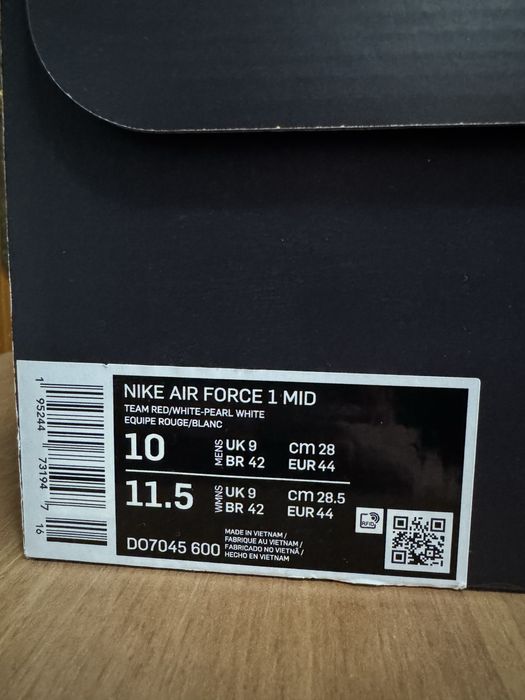 NIKE AIR FORCE 1 MID
TEAM RED/WHITE-PEARL WHITE
EQUIPE ROUGE/BLANC
10 MENS UK 9 cm 28
BR 42 EUR 44
11.5 WMNS UK 9 cm 28.5
BR 42 EUR 44
RFID
DO7045 600
MADE IN VIETNAM /
FABRIQUE AU VIETNAM /
FABRICADO NO VIETNÃ /
HECHO EN VIETNAM
1 95244 73194 7
16